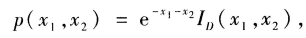 p(x₁, x₂) = e^{-x₁-x₂} I_D(x₁, x₂),